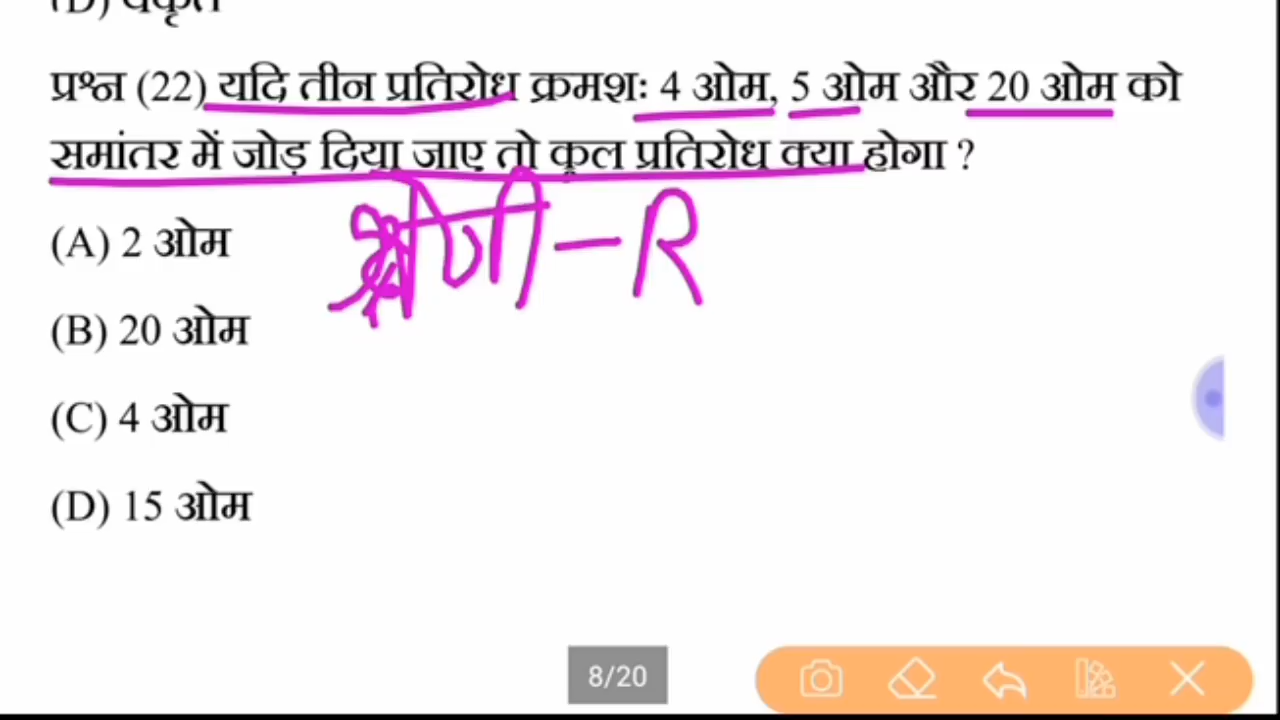 (D) यकृत
प्रश्न (22) यदि तीन प्रतिरोध क्रमशः 4 ओम, 5 ओम और 20 ओम को
समांतर में जोड़ दिया जाए तो कुल प्रतिरोध क्या होगा ?
श्रेणी – R
(A) 2 ओम
(B) 20 ओम
(C) 4 ओम
(D) 15 ओम
8/20